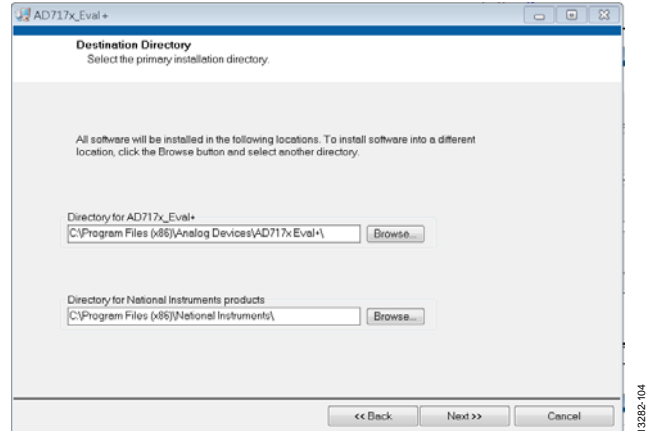 AD717x_Eval+
Destination Directory
Select the primary installation directory.
All software will be installed in the following locations. To install software into a different
location, click the Browse button and select another directory.
Directory for AD717x_Eval+
C:\Program Files (x86)\Analog Devices\AD717x Eval+\
Browse...
Directory for National Instruments products
C:\Program Files (x86)\National Instruments\
Browse...
<< Back
Next >>
Cancel
13282-104